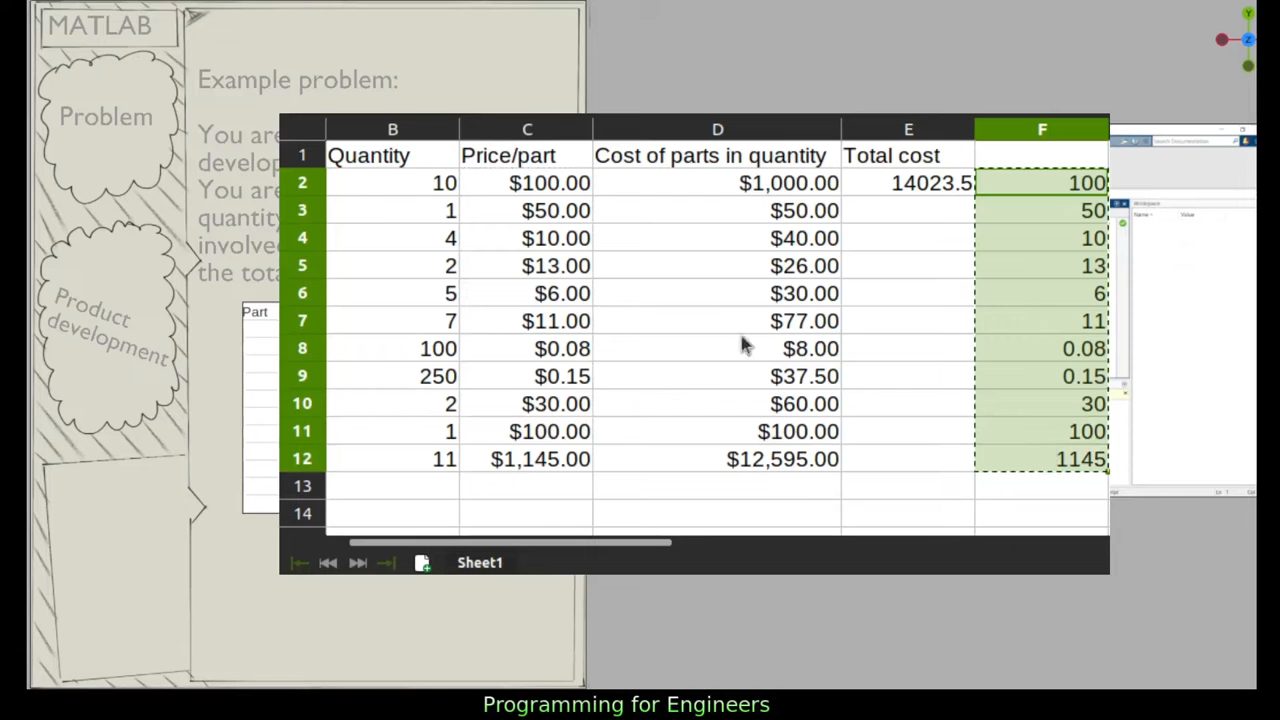 MATLAB
Problem
Product
development
Example problem:
You are
develop
You are
quantity
involve
the tota
Part
B C D E F
1 Quantity Price/part Cost of parts in quantity Total cost
2 10 $100.00 $1,000.00 14023.5 100
3 1 $50.00 $50.00 50
4 4 $10.00 $40.00 10
5 2 $13.00 $26.00 13
6 5 $6.00 $30.00 6
7 7 $11.00 $77.00 11
8 100 $0.08 $8.00 0.08
9 250 $0.15 $37.50 0.15
10 2 $30.00 $60.00 30
11 1 $100.00 $100.00 100
12 11 $1,145.00 $12,595.00 1145
13
14
Sheet1
Y
Z
Search Documentation
Workspace
Name Value
Programming for Engineers